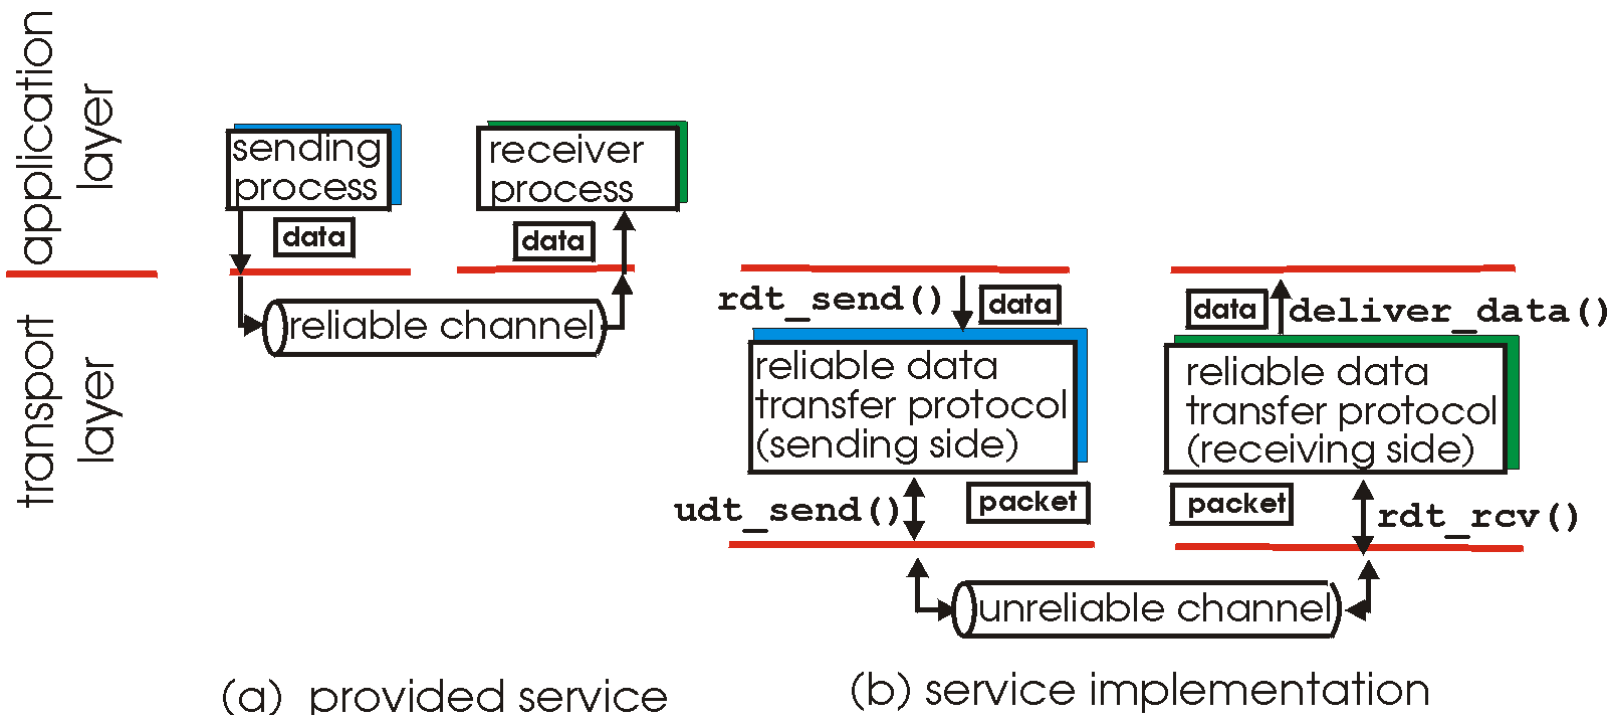 application
layer
transport
layer
sending
process
data
receiver
process
data
reliable channel
(a) provided service
rdt_send()
data
reliable data
transfer protocol
(sending side)
udt_send()
packet
data
deliver_data()
reliable data
transfer protocol
(receiving side)
packet
rdt_rcv()
unreliable channel
(b) service implementation